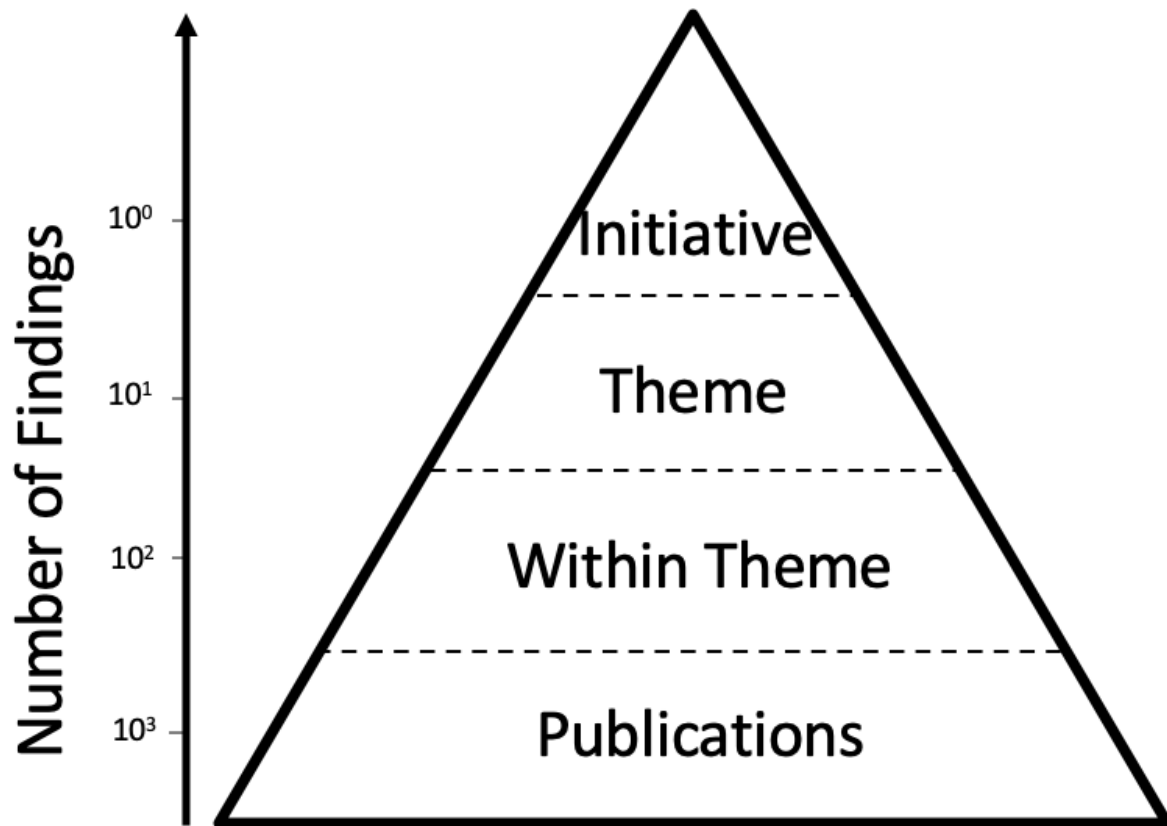 Number of Findings
10⁰
10¹
10²
10³
Initiative
Theme
Within Theme
Publications